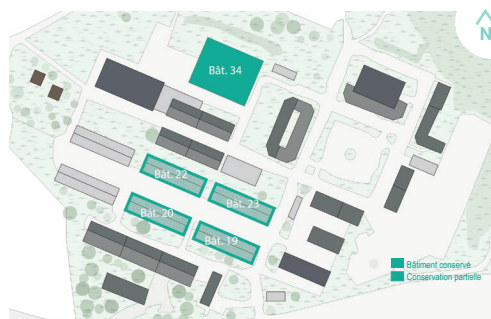 N
Bât. 34
Bât. 22
Bât. 23
Bât. 20
Bât. 19
Bâtiment conservé
Conservation partielle